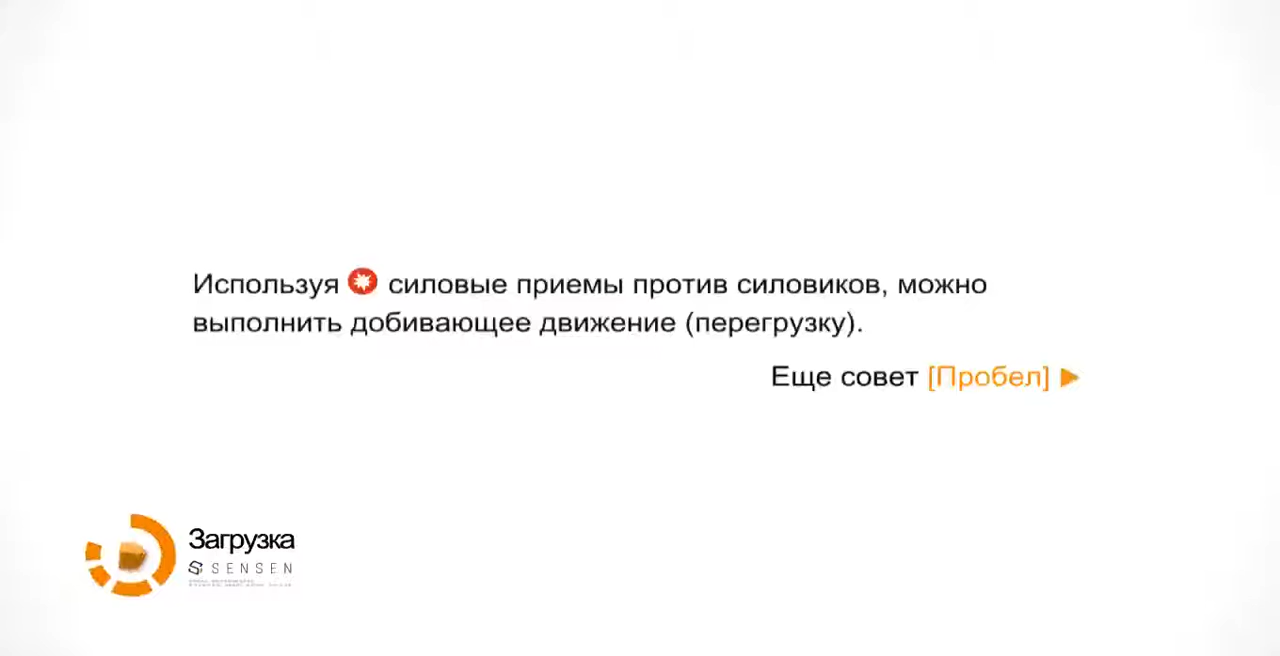 Используя силовые приемы против силовиков, можно
выполнить добивающее движение (перегрузку).
Еще совет [Пробел]
Загрузка
SENSEN